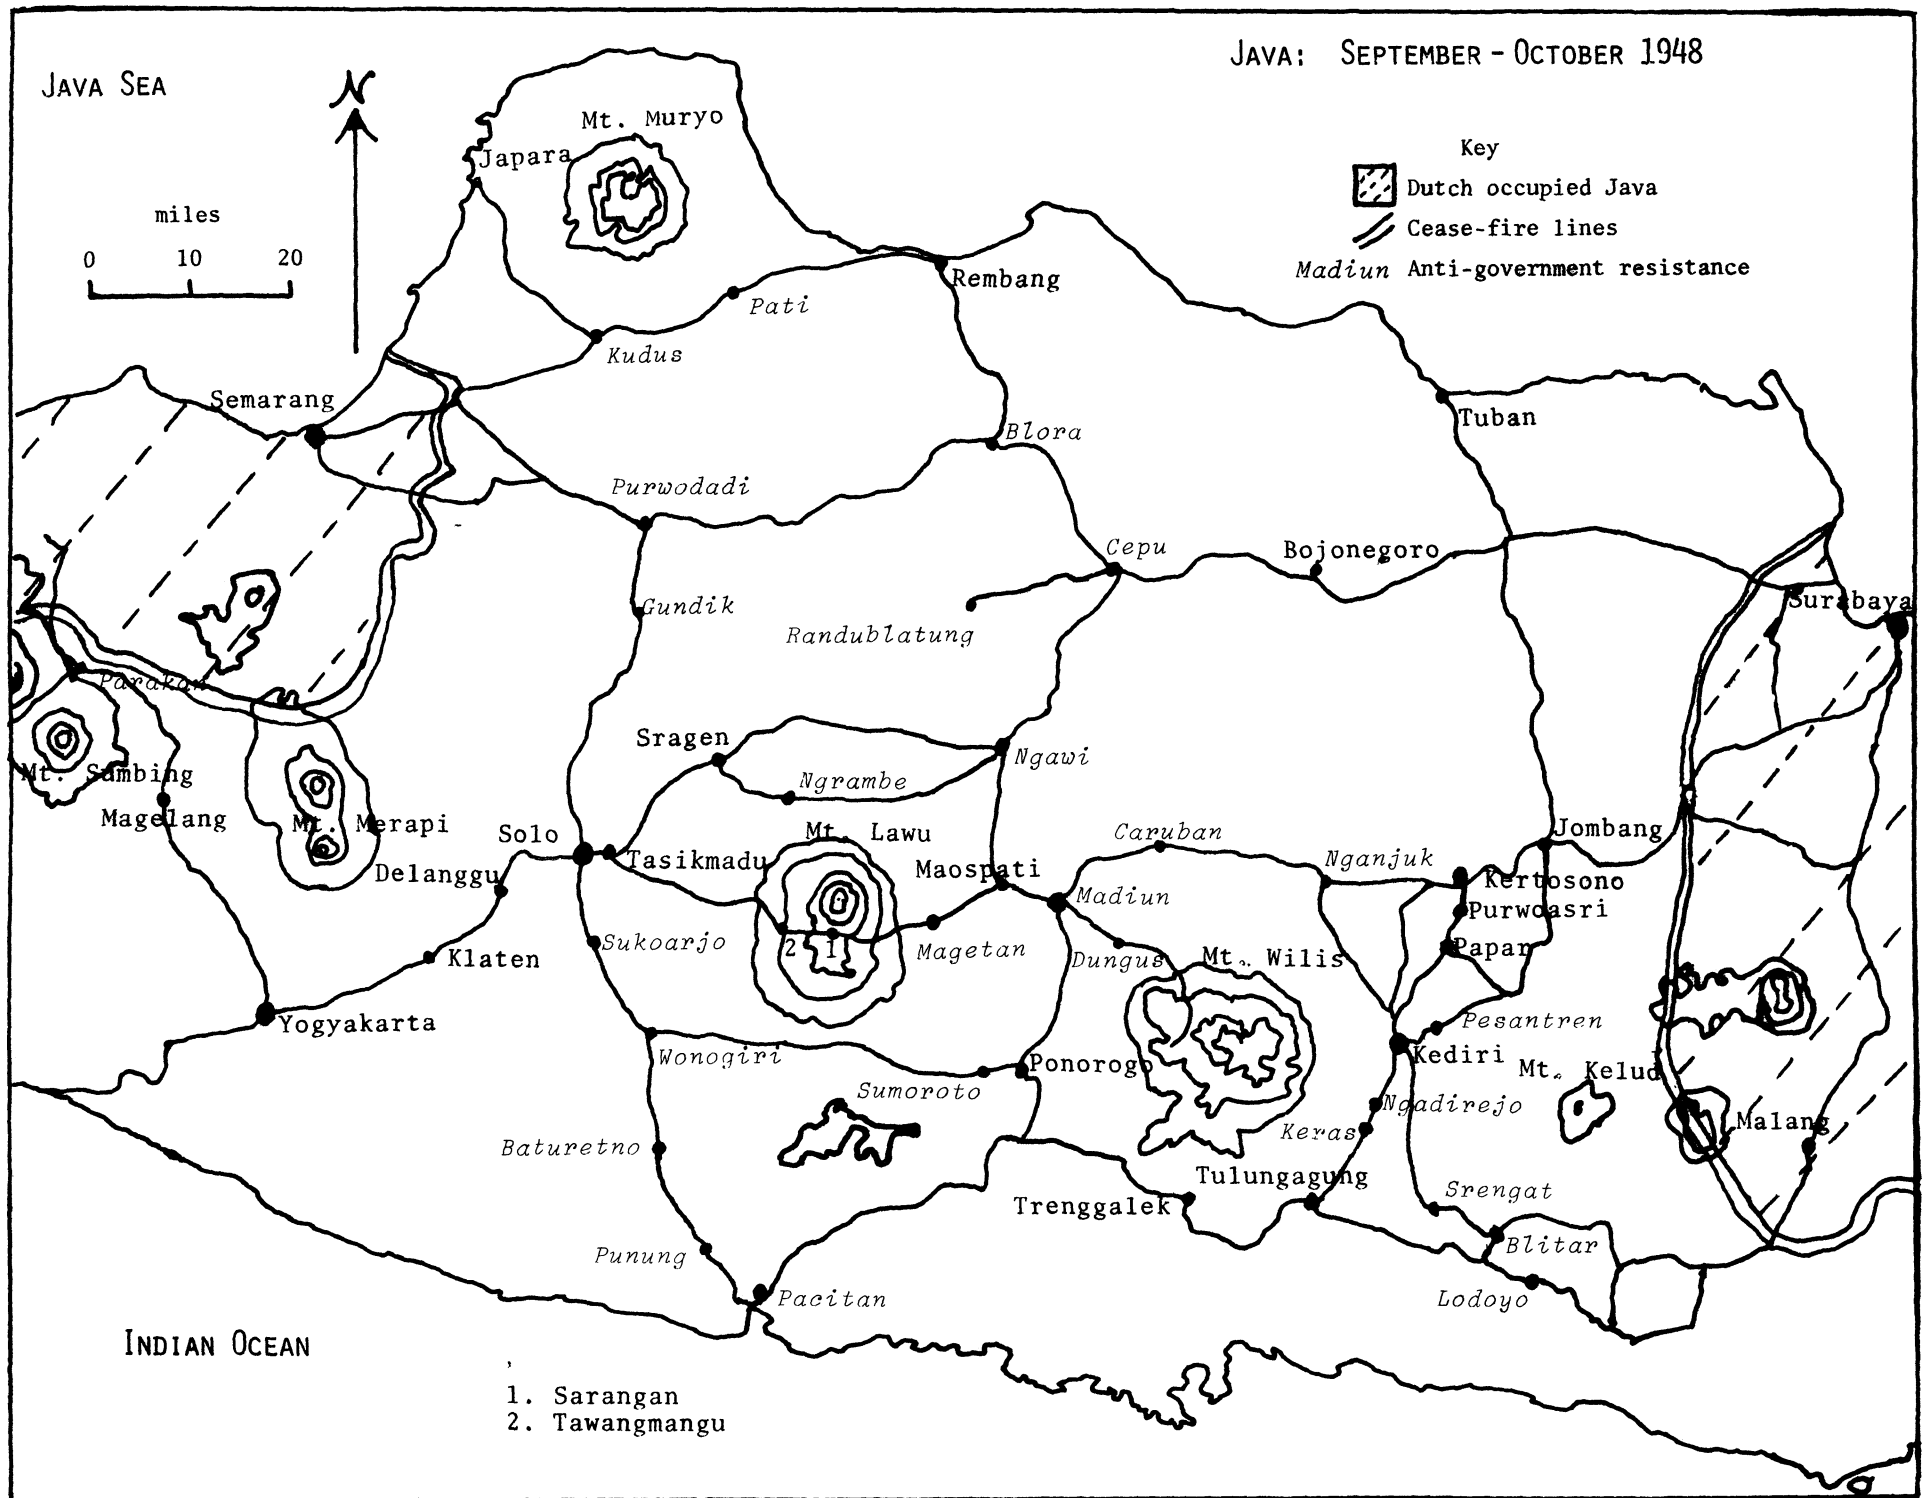 JAVA: SEPTEMBER - OCTOBER 1948
JAVA SEA
N
Mt. Muryo
Japara
Key
Dutch occupied Java
Cease-fire lines
Madiun Anti-government resistance
miles
0 10 20
Rembang
Pati
Kudus
Semarang
Tuban
Blora
Purwodadi
Cepu
Bojonegoro
Surabaya
Gundik
Randublatung
Parakan
Sragen
Ngawi
Mt. Sumbing
Ngrambe
Magelang
Mt. Merapi
Solo
Mt. Lawu
Caruban
Jombang
Delanggu
Tasikmadu
Maospati
Nganjuk
Kertosono
Madiun
Purwoasri
Sukoarjo
2 1
Magetan
Dungus
Mt. Wilis
Papar
Klaten
Yogyakarta
Pesantren
Wonogiri
Ponorogo
Kediri
Mt. Kelud
Sumoroto
Ngadirejo
Malang
Baturetno
Keras
Tulungagung
Trenggalek
Srengat
Punung
Blitar
Pacitan
Lodoyo
INDIAN OCEAN
1. Sarangan
2. Tawangmangu